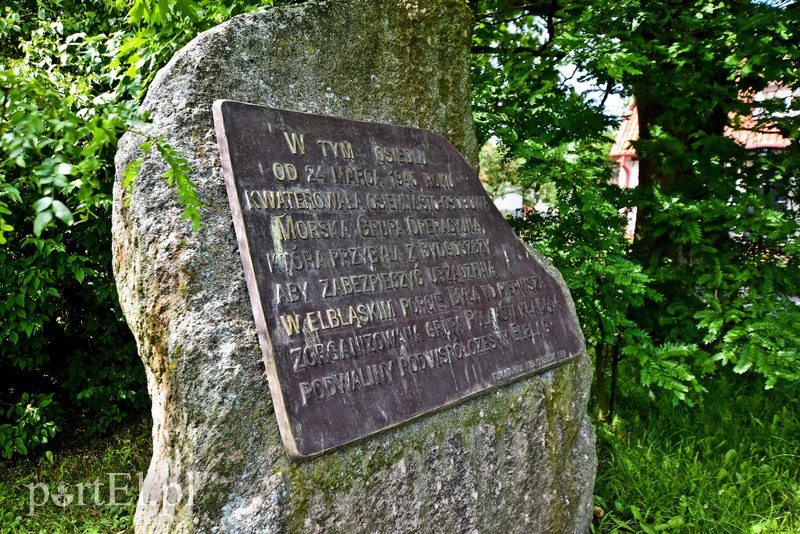 W TYM OSIEDLU
OD 24 MARCA 1945 ROKU
KWATEROWAŁA OSIEMNASTOOSOBOWA
MORSKA GRUPA OPERACYJNA,
KTÓRA PRZYBYŁA Z BYDGOSZCZY
ABY ZABEZPIECZYĆ URZĄDZENIA
W ELBLĄSKIM PORCIE. BYŁA TO PIERWSZA
ZORGANIZOWANA GRUPA POLAKÓW KŁADĄCA
PODWALINY POD WSPÓŁCZESNY ELBLĄG
portEl.pl